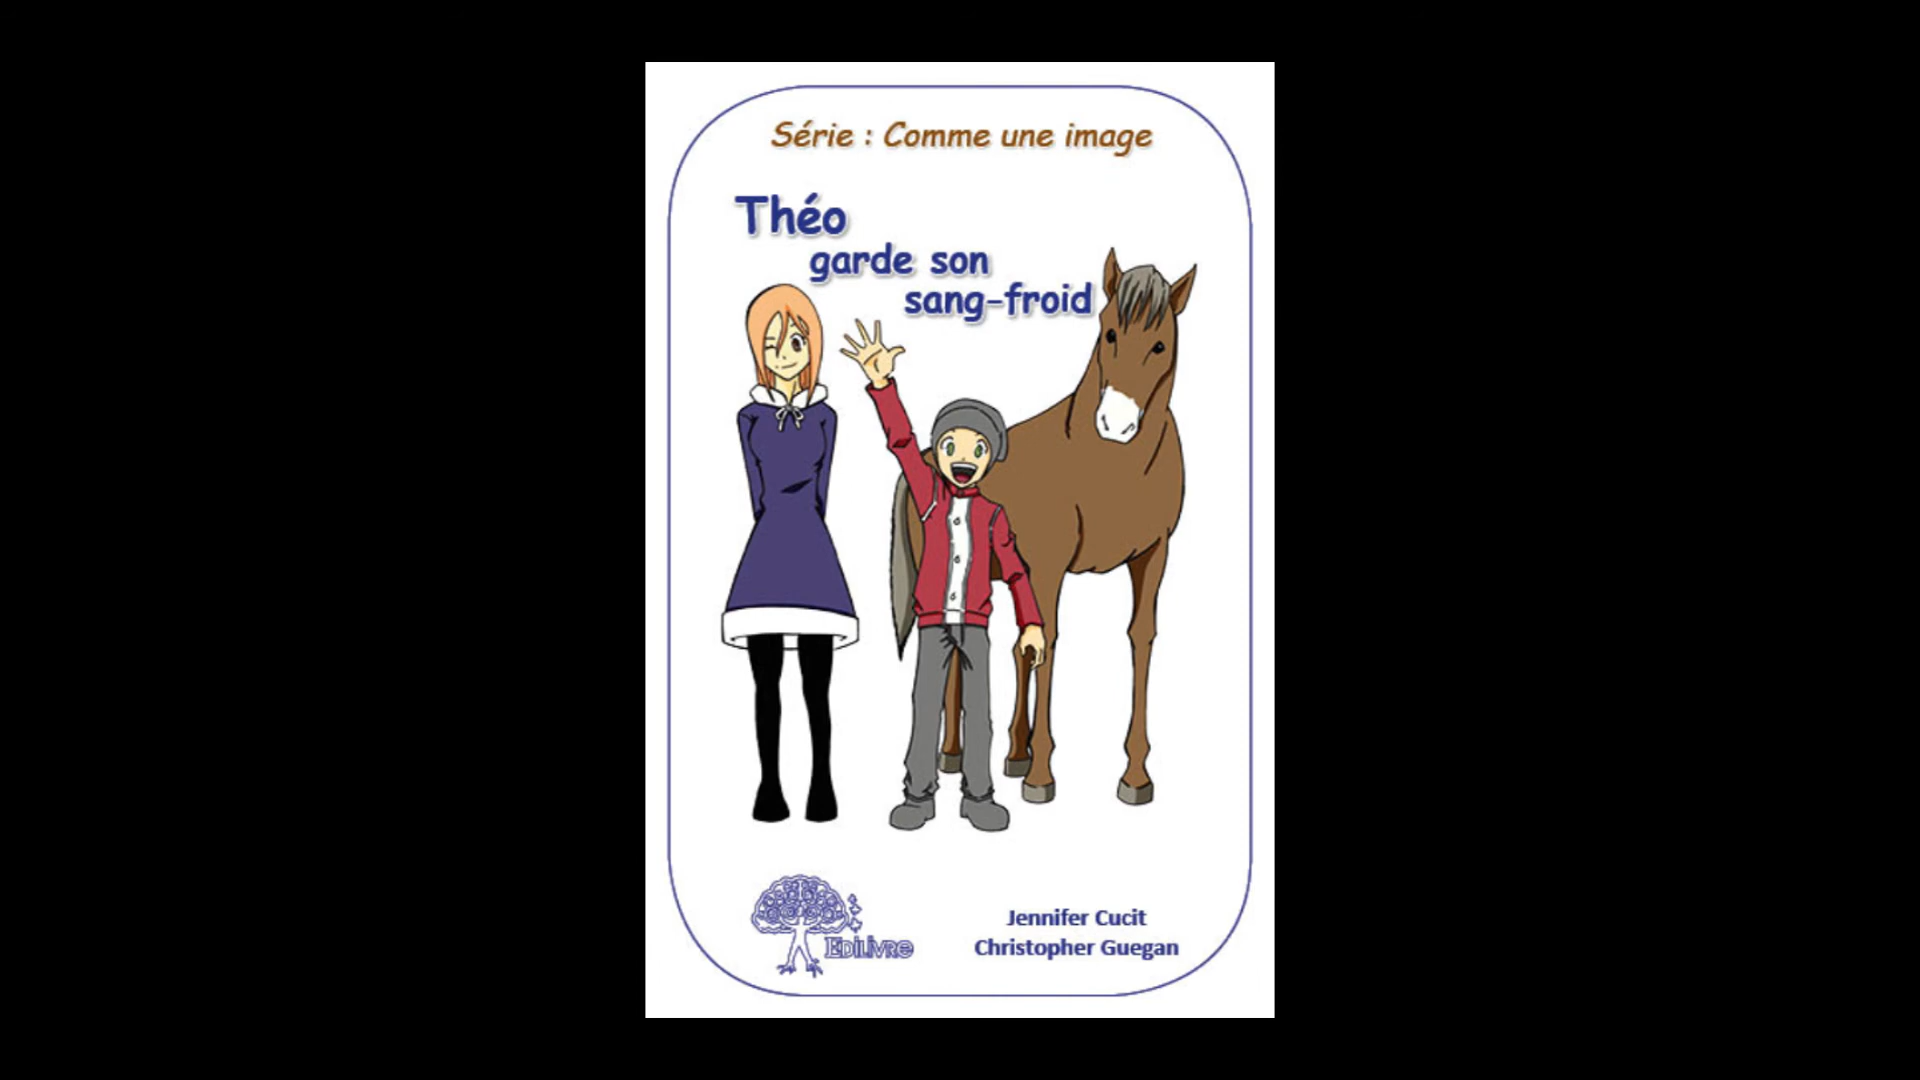 Série : Comme une image
Théo
garde son
sang-froid
EDILIVRE
Jennifer Cucit
Christopher Guegan